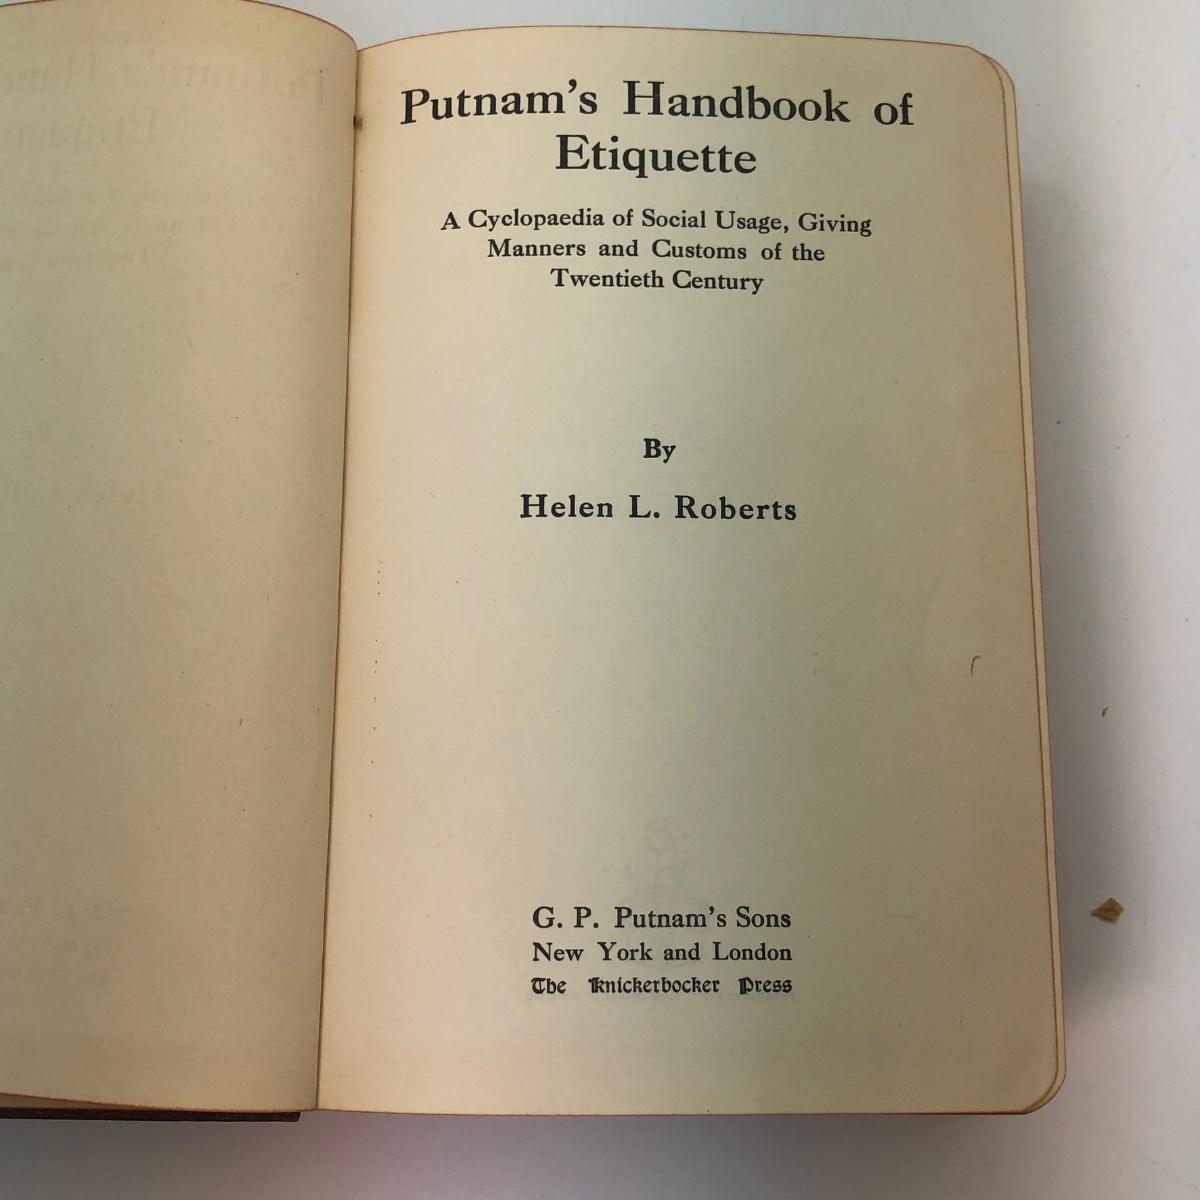 Putnam's Handbook of
Etiquette
A Cyclopaedia of Social Usage, Giving
Manners and Customs of the
Twentieth Century
By
Helen L. Roberts
G. P. Putnam's Sons
New York and London
The Knickerbocker Press